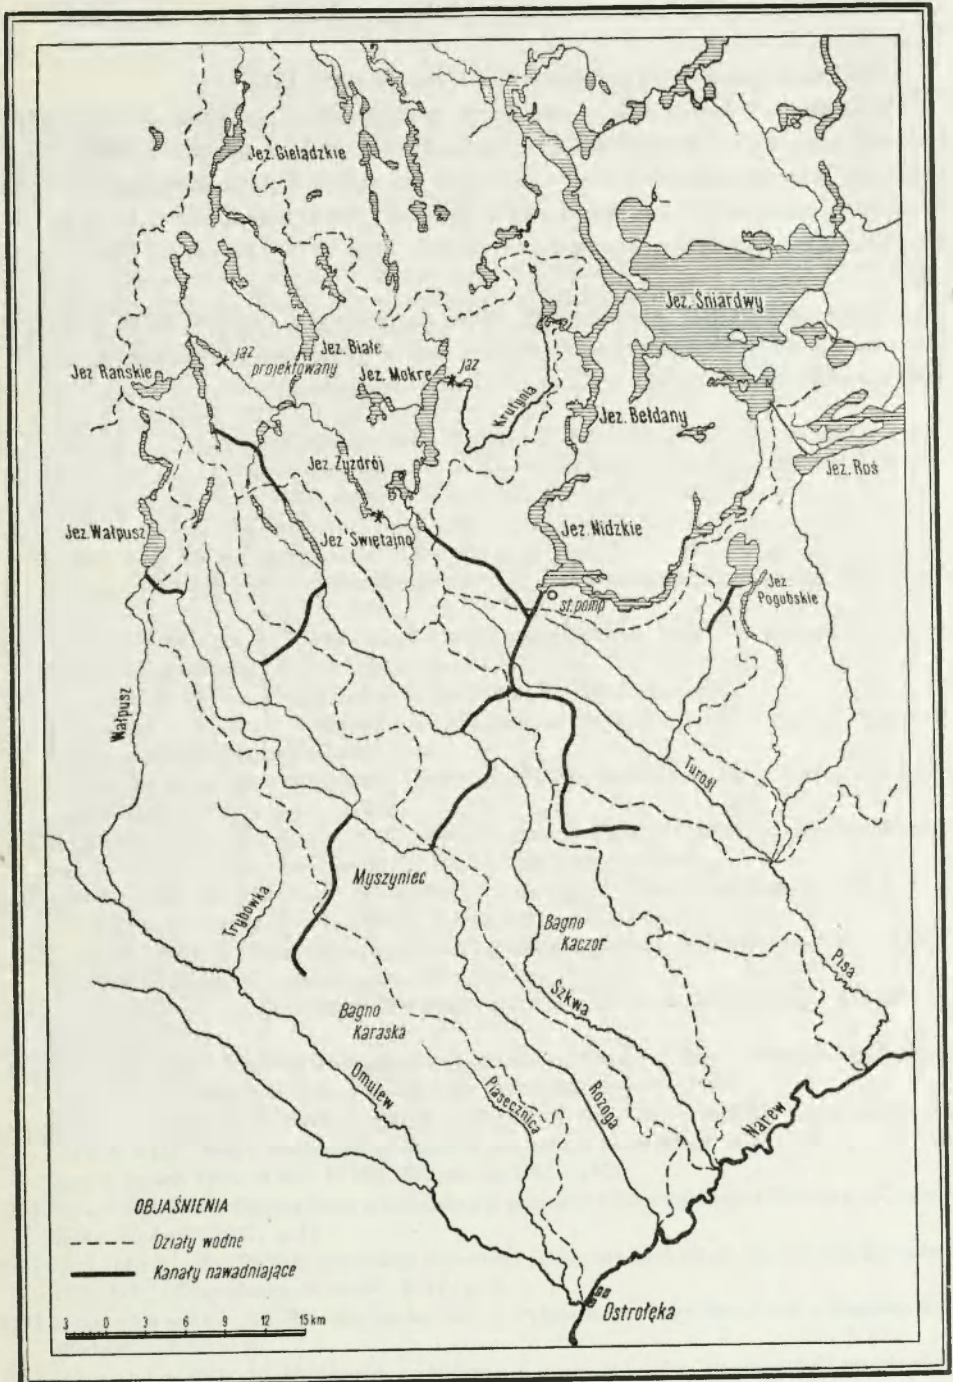 Jez. Gielądzkie
Jez. Śniardwy
jaz
projektowany
Jez. Białe
Jez Rańskie
Jez. Mokre
jaz
Krutynia
Jez. Bełdany
Jez. Zyzdrój
Jez. Roś
Jez. Wałpusz
Jez Świętajno
Jez. Nidzkie
st. pomp
Jez
Pogubskie
Wałpusz
Turośl
Myszyniec
Trybówka
Bagno
Kaczor
Pisa
Szkwa
Bagno
Karaska
Omulew
Piasecznica
Rozoga
Narew
OBJAŚNIENIA
Działy wodne
Kanały nawadniające
3 0 3 6 9 12 15 km
Ostrołęka